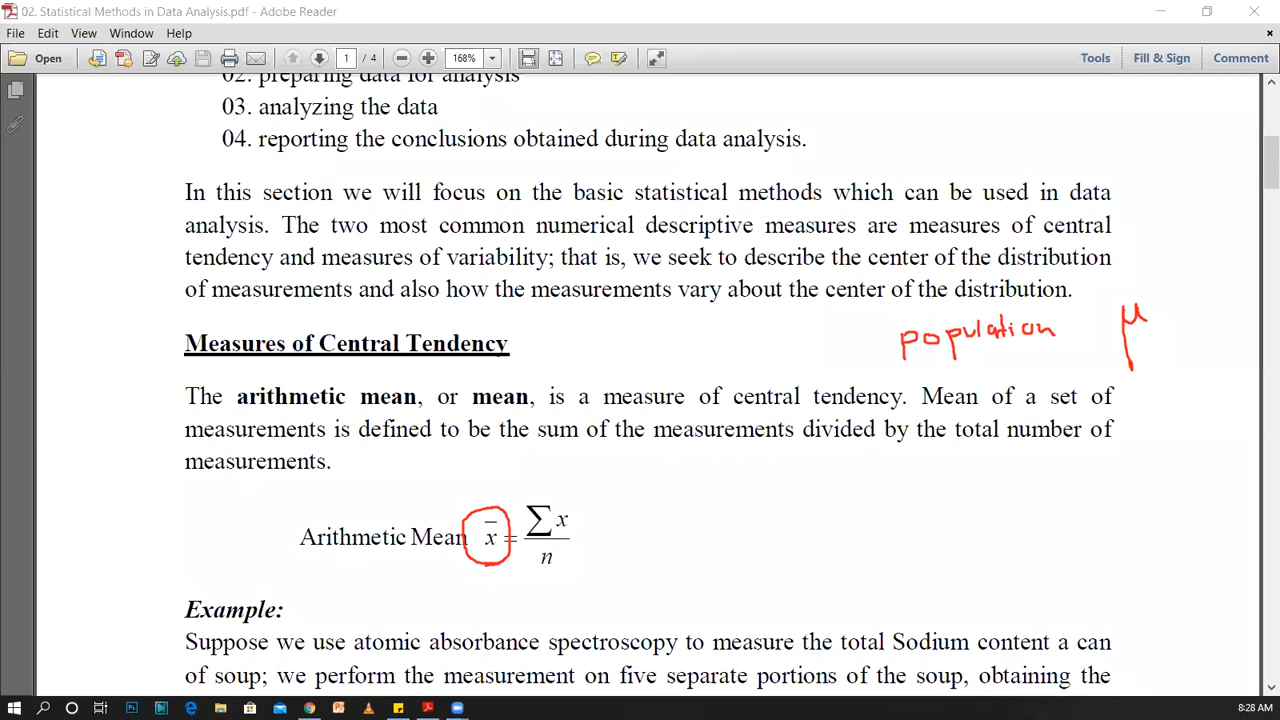 02. Statistical Methods in Data Analysis.pdf - Adobe Reader
File Edit View Window Help
Open 1 / 4 168% Tools Fill & Sign Comment
02. preparing data for analysis
03. analyzing the data
04. reporting the conclusions obtained during data analysis.
In this section we will focus on the basic statistical methods which can be used in data
analysis. The two most common numerical descriptive measures are measures of central
tendency and measures of variability; that is, we seek to describe the center of the distribution
of measurements and also how the measurements vary about the center of the distribution.
population μ
Measures of Central Tendency
The arithmetic mean, or mean, is a measure of central tendency. Mean of a set of
measurements is defined to be the sum of the measurements divided by the total number of
measurements.
Arithmetic Mean x̄ = ∑x / n
Example:
Suppose we use atomic absorbance spectroscopy to measure the total Sodium content a can
of soup; we perform the measurement on five separate portions of the soup, obtaining the
8:28 AM